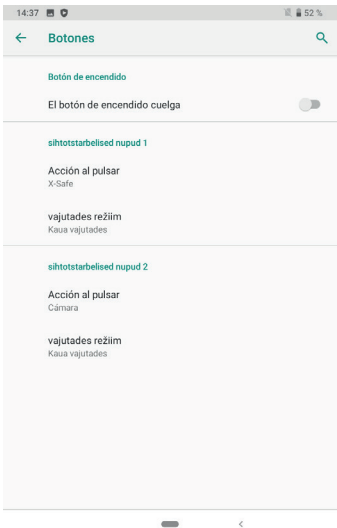 14:37 52 %
Botones
Botón de encendido
El botón de encendido cuelga
sihtotstarbelised nupud 1
Acción al pulsar
X-Safe
vajutades režiim
Kaua vajutades
sihtotstarbelised nupud 2
Acción al pulsar
Cámara
vajutades režiim
Kaua vajutades